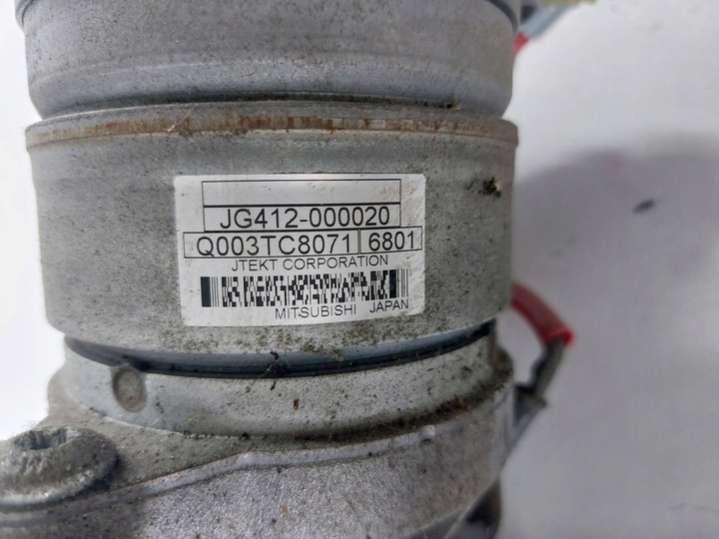 JG412-000020
Q003TC8071 6801
JTEKT CORPORATION
MITSUBISHI JAPAN